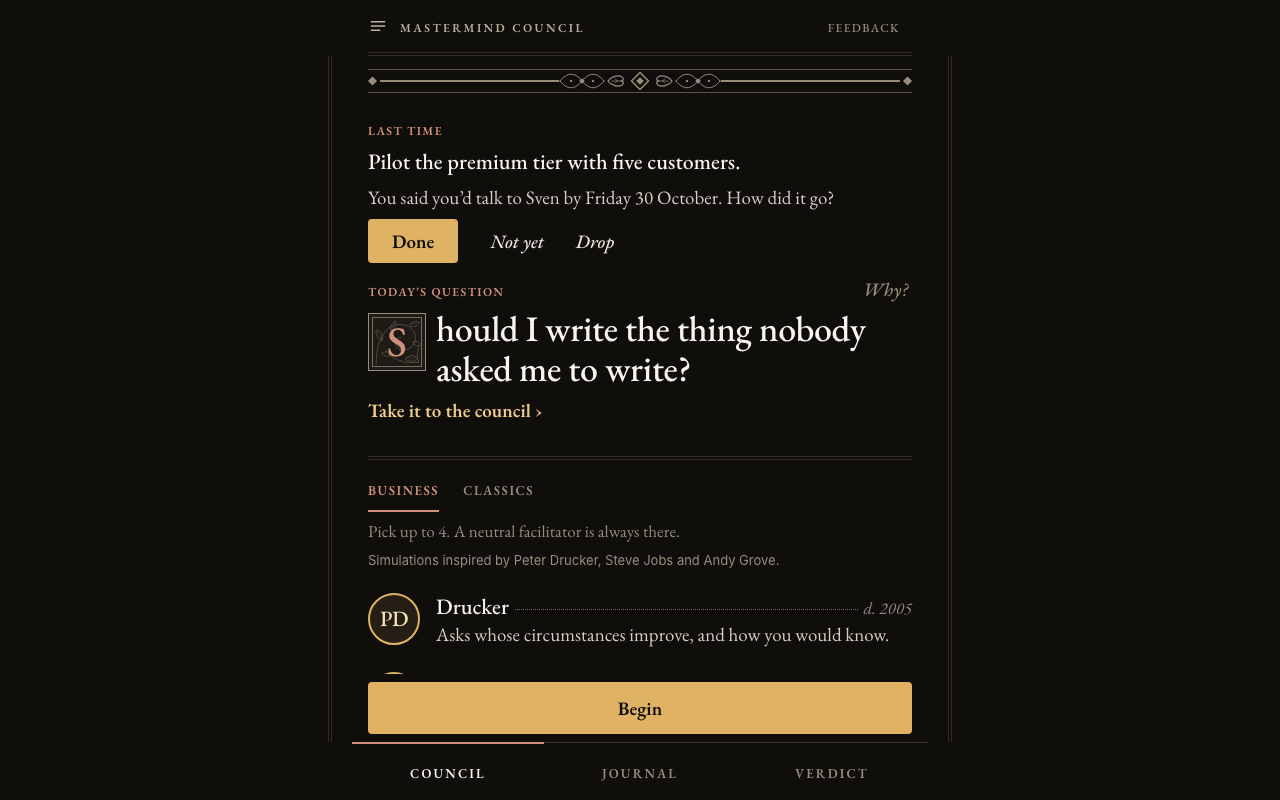 MASTERMIND COUNCIL
FEEDBACK
LAST TIME
Pilot the premium tier with five customers.
You said you’d talk to Sven by Friday 30 October. How did it go?
Done
Not yet
Drop
TODAY’S QUESTION
Why?
Should I write the thing nobody
asked me to write?
Take it to the council ›
BUSINESS
CLASSICS
Pick up to 4. A neutral facilitator is always there.
Simulations inspired by Peter Drucker, Steve Jobs and Andy Grove.
PD
Drucker
d. 2005
Asks whose circumstances improve, and how you would know.
Begin
COUNCIL
JOURNAL
VERDICT